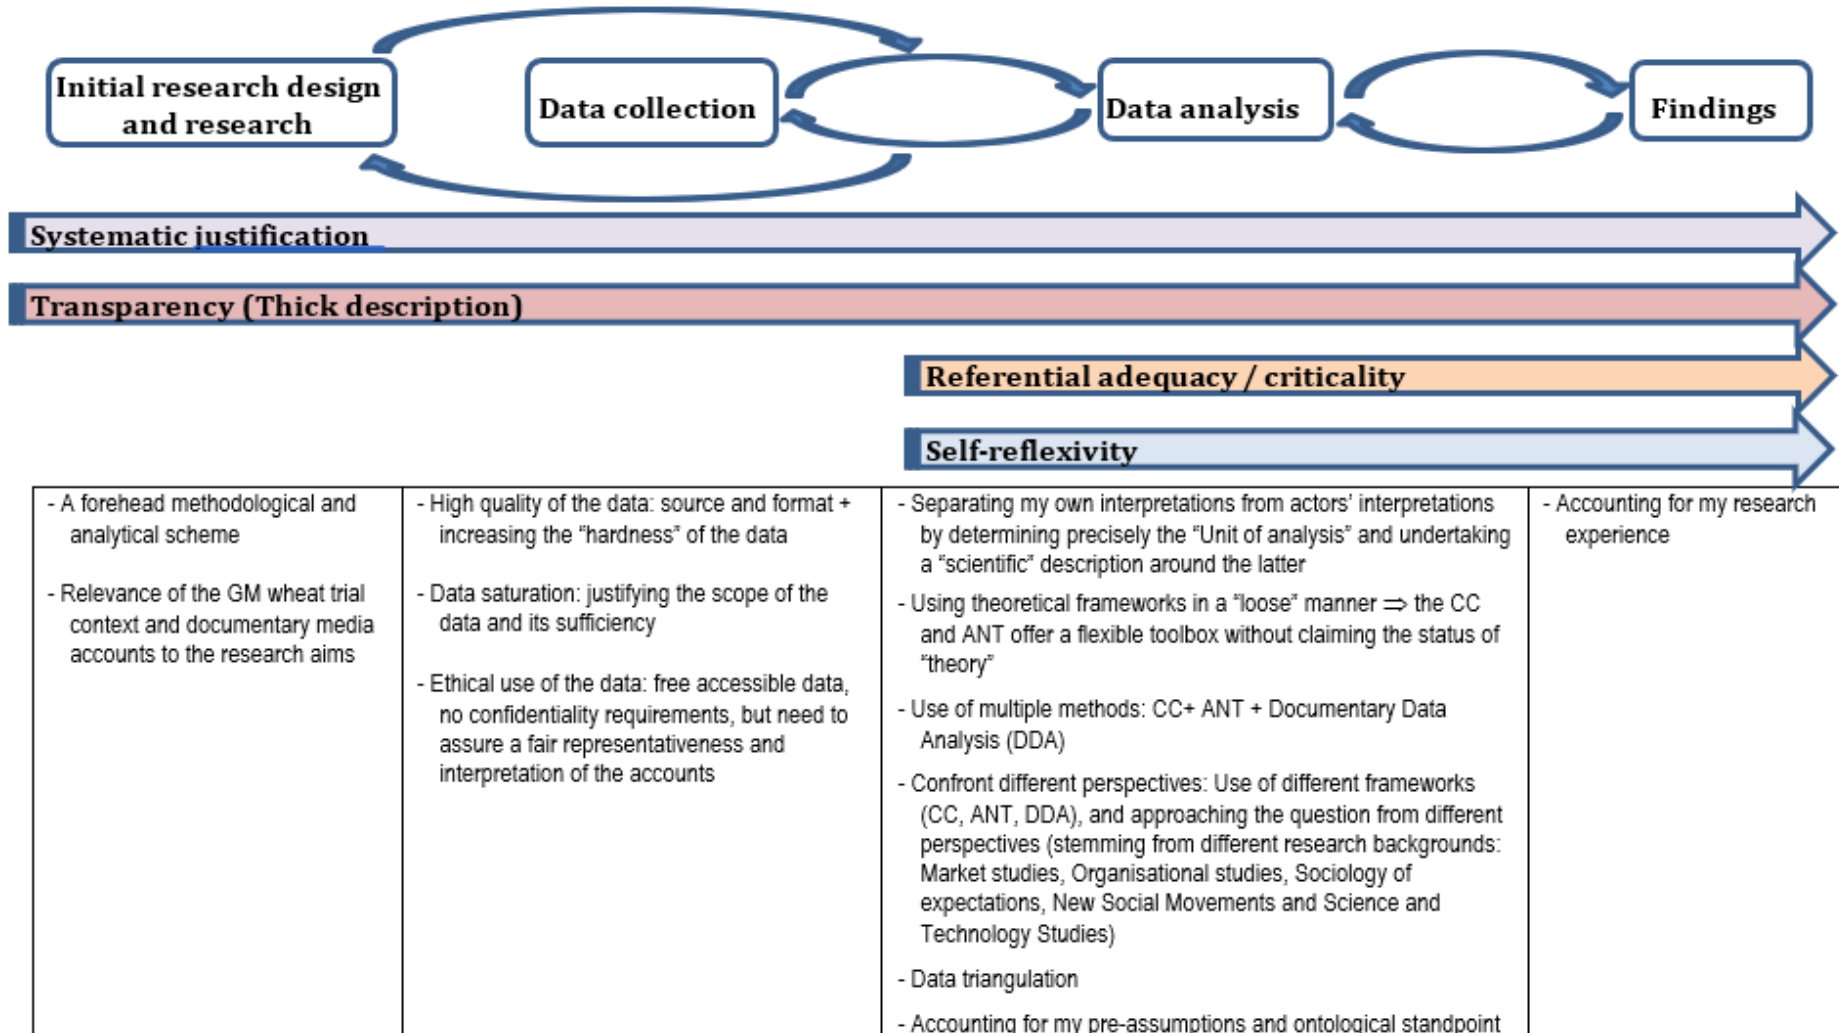 Initial research design
and research
Data collection
Data analysis
Findings
Systematic justification
Transparency (Thick description)
Referential adequacy / criticality
Self-reflexivity
- A forehead methodological and
analytical scheme
- Relevance of the GM wheat trial
context and documentary media
accounts to the research aims
- High quality of the data: source and format +
increasing the "hardness" of the data
- Data saturation: justifying the scope of the
data and its sufficiency
- Ethical use of the data: free accessible data,
no confidentiality requirements, but need to
assure a fair representativeness and
interpretation of the accounts
- Separating my own interpretations from actors' interpretations
by determining precisely the "Unit of analysis" and undertaking
a "scientific" description around the latter
- Using theoretical frameworks in a "loose" manner ⇒ the CC
and ANT offer a flexible toolbox without claiming the status of
"theory"
- Use of multiple methods: CC+ ANT + Documentary Data
Analysis (DDA)
- Confront different perspectives: Use of different frameworks
(CC, ANT, DDA), and approaching the question from different
perspectives (stemming from different research backgrounds:
Market studies, Organisational studies, Sociology of
expectations, New Social Movements and Science and
Technology Studies)
- Data triangulation
- Accounting for my pre-assumptions and ontological standpoint
- Accounting for my research
experience